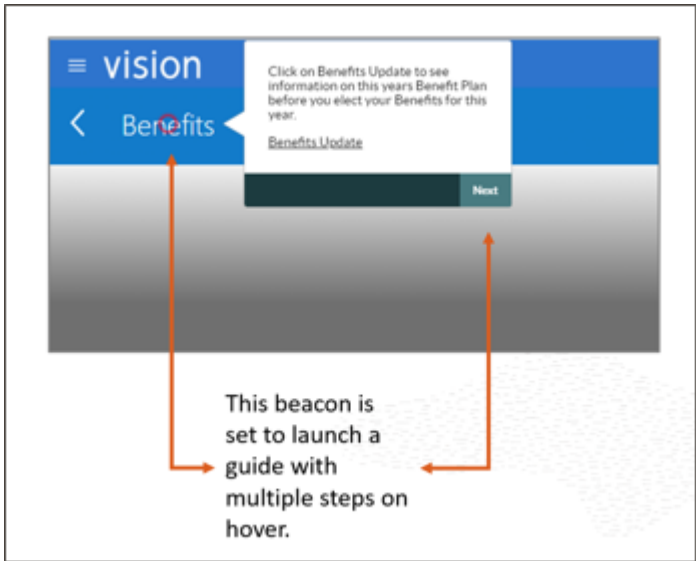 vision
Benefits
Click on Benefits Update to see
information on this years Benefit Plan
before you elect your Benefits for this
year.
Benefits Update
Next
This beacon is
set to launch a
guide with
multiple steps on
hover.